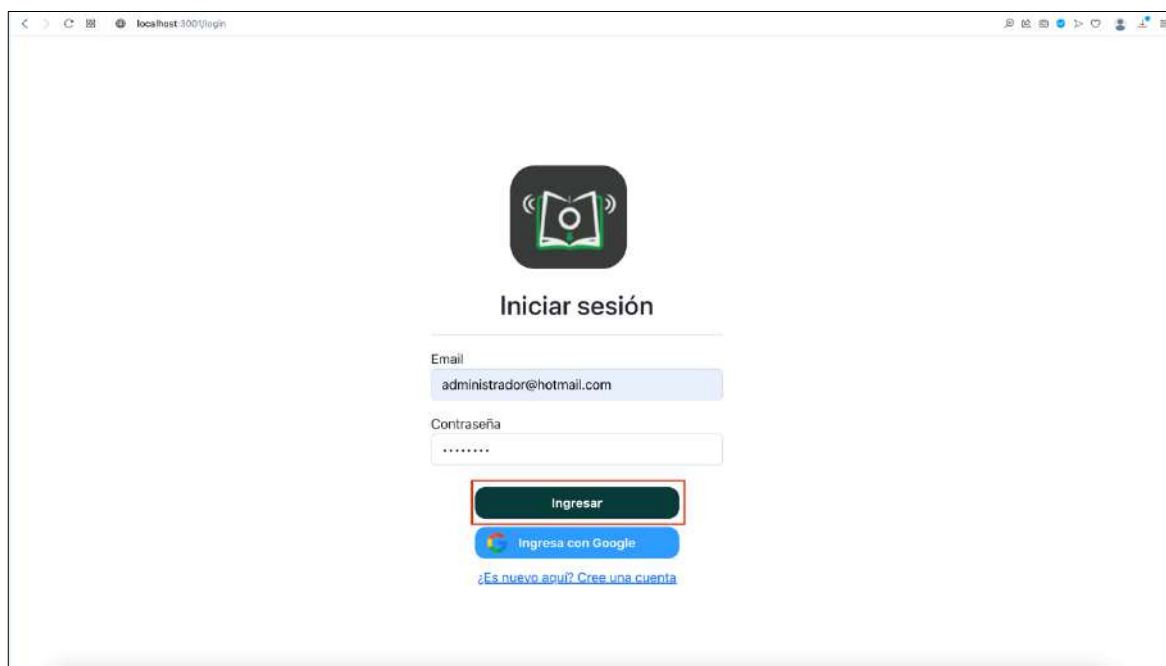 localhost:3001/login
Iniciar sesión
Email
administrador@hotmail.com
Contraseña
........
Ingresar
Ingresa con Google
¿Es nuevo aquí? Cree una cuenta